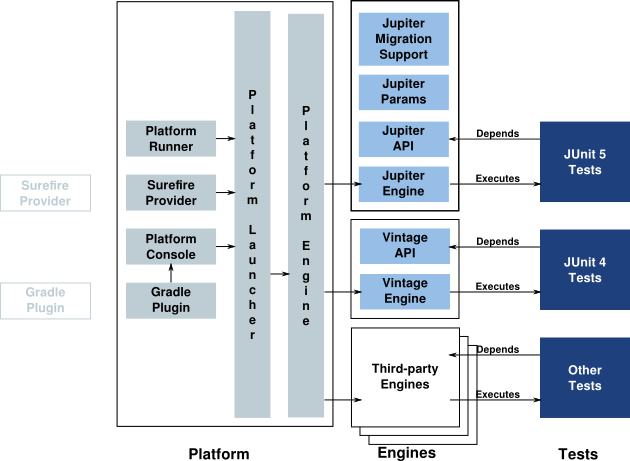 Surefire
Provider
Gradle
Plugin
Platform
Runner
Surefire
Provider
Platform
Console
Gradle
Plugin
Platform Launcher
Platform Engine
Jupiter
Migration
Support
Jupiter
Params
Jupiter
API
Jupiter
Engine
Vintage
API
Vintage
Engine
Third-party
Engines
Depends
Executes
Depends
Executes
Depends
Executes
JUnit 5
Tests
JUnit 4
Tests
Other
Tests
Platform
Engines
Tests